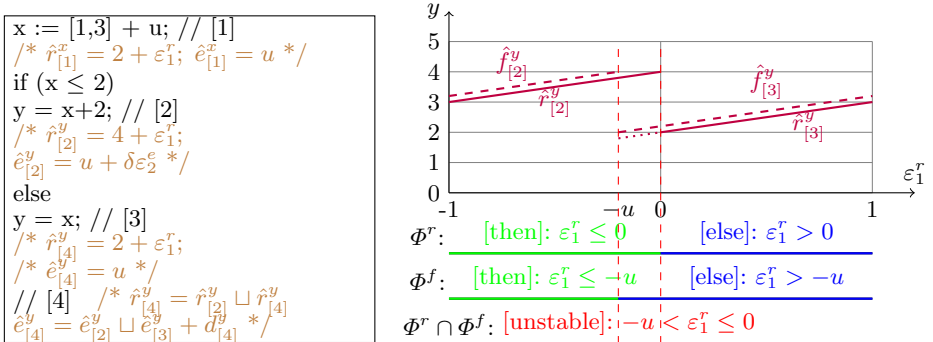 x := [1,3] + u; // [1]
/* r̂^x_[1] = 2 + ε^r_1; ê^x_[1] = u */
if (x ≤ 2)
y = x+2; // [2]
/* r̂^y_[2] = 4 + ε^r_1;
ê^y_[2] = u + δε^e_2 */
else
y = x; // [3]
/* r̂^y_[4] = 2 + ε^r_1;
/* ê^y_[4] = u */
// [4] /* r̂^y_[4] = r̂^y_[2] ⊔ r̂^y_[4]
ê^y_[4] = ê^y_[2] ⊔ ê^y_[3] + d^y_[4] */
y
5
4
3
2
1
0
f̂^y_[2]
r̂^y_[2]
f̂^y_[3]
r̂^y_[3]
ε^r_1
-1
−u
0
1
Φ^r: [then]: ε^r_1 ≤ 0 [else]: ε^r_1 > 0
Φ^f: [then]: ε^r_1 ≤ −u [else]: ε^r_1 > −u
Φ^r ∩ Φ^f: [unstable]: −u < ε^r_1 ≤ 0